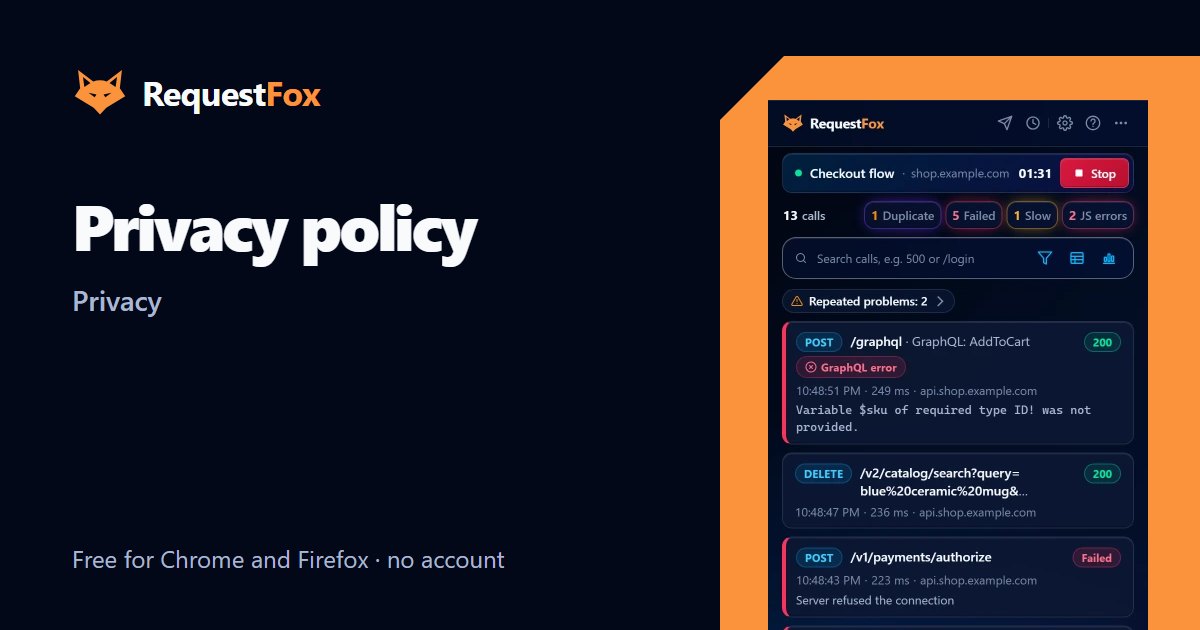 RequestFox
Privacy policy
Privacy
Free for Chrome and Firefox · no account
RequestFox
Checkout flow · shop.example.com 01:31 Stop
13 calls 1 Duplicate 5 Failed 1 Slow 2 JS errors
Search calls, e.g. 500 or /login
Repeated problems: 2
POST /graphql · GraphQL: AddToCart 200
GraphQL error
10:48:51 PM · 249 ms · api.shop.example.com
Variable $sku of required type ID! was not
provided.
DELETE /v2/catalog/search?query= 200
blue%20ceramic%20mug&...
10:48:47 PM · 236 ms · api.shop.example.com
POST /v1/payments/authorize Failed
10:48:43 PM · 223 ms · api.shop.example.com
Server refused the connection